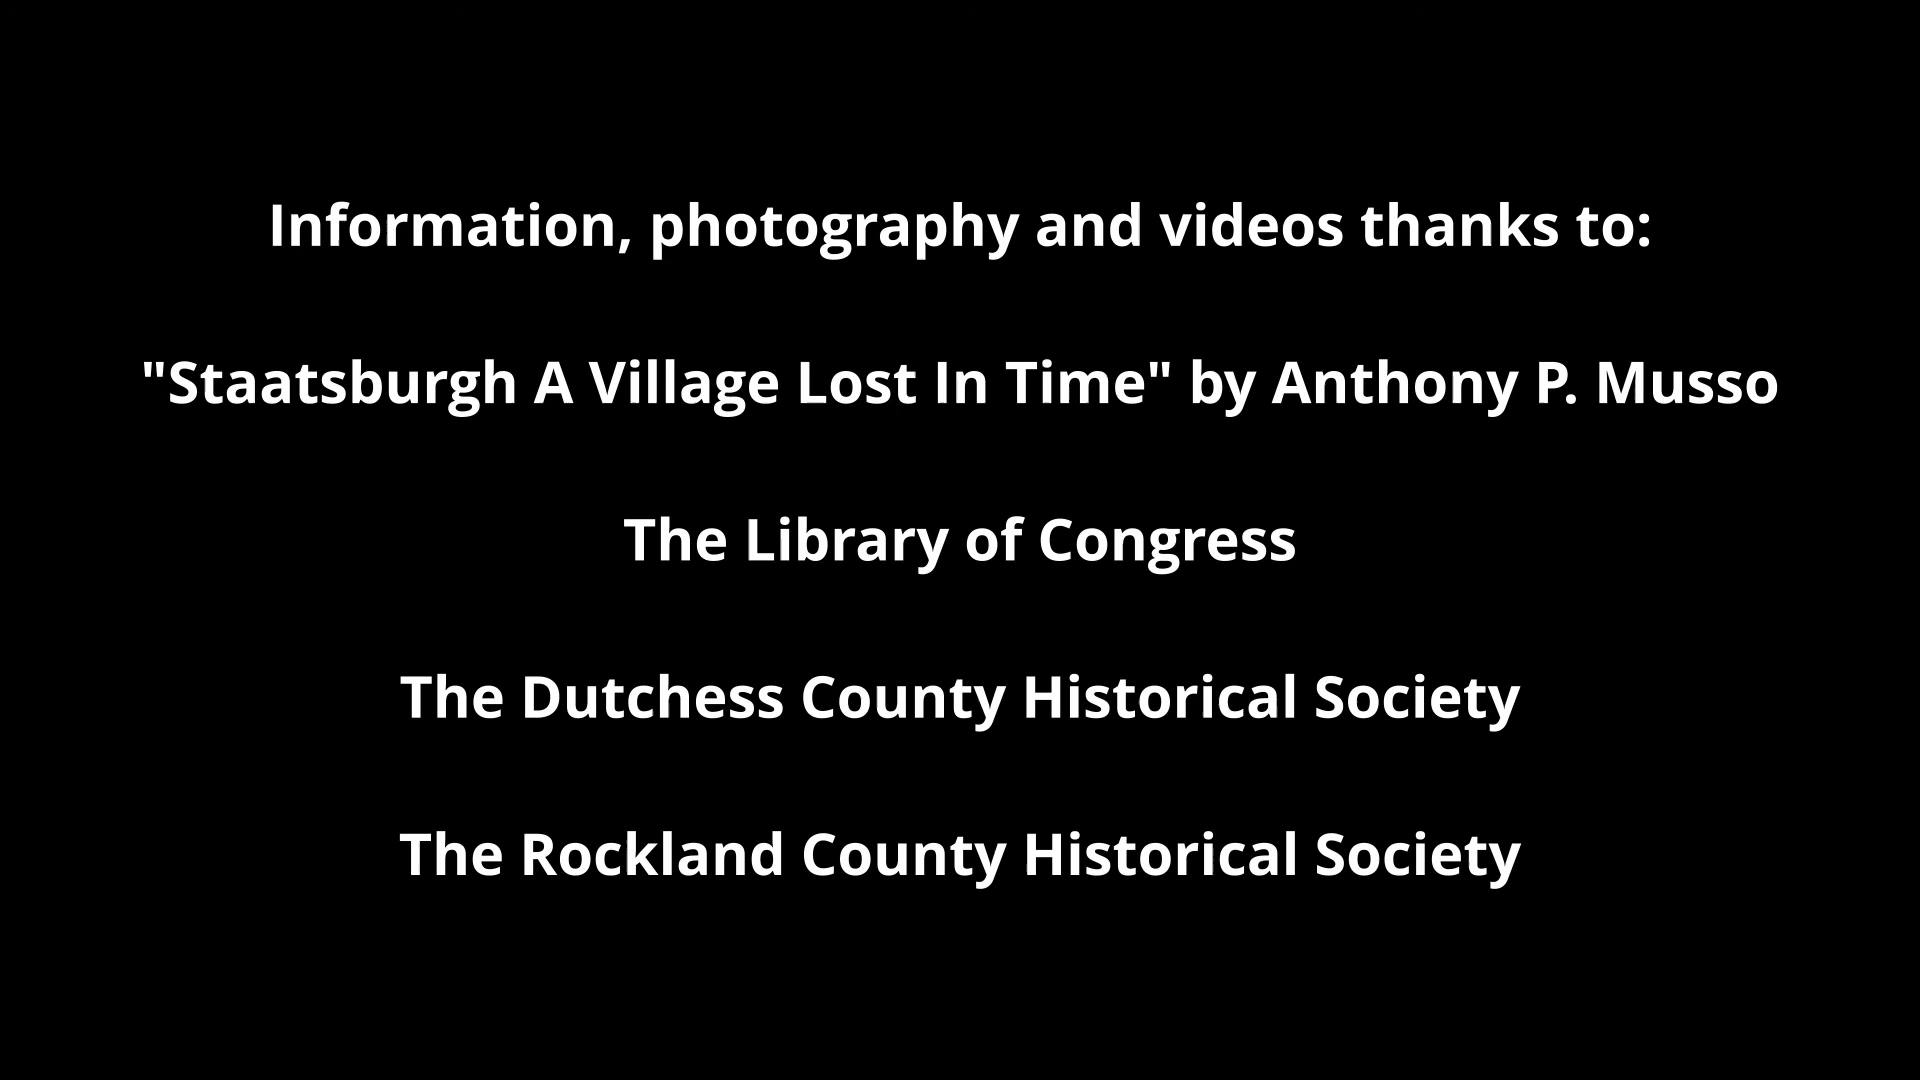 Information, photography and videos thanks to:
"Staatsburgh A Village Lost In Time" by Anthony P. Musso
The Library of Congress
The Dutchess County Historical Society
The Rockland County Historical Society